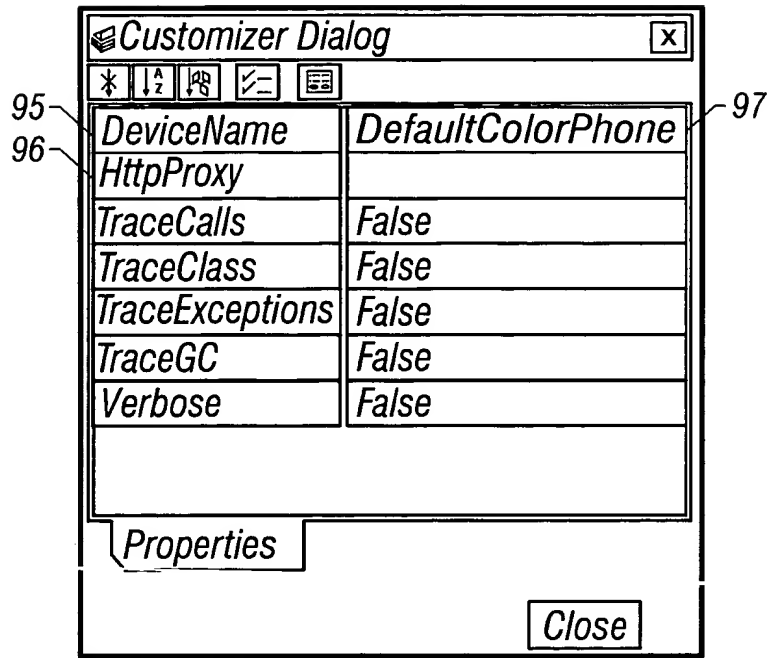 Customizer Dialog X
A
Z
95 DeviceName DefaultColorPhone 97
96 HttpProxy
TraceCalls False
TraceClass False
TraceExceptions False
TraceGC False
Verbose False
Properties
Close